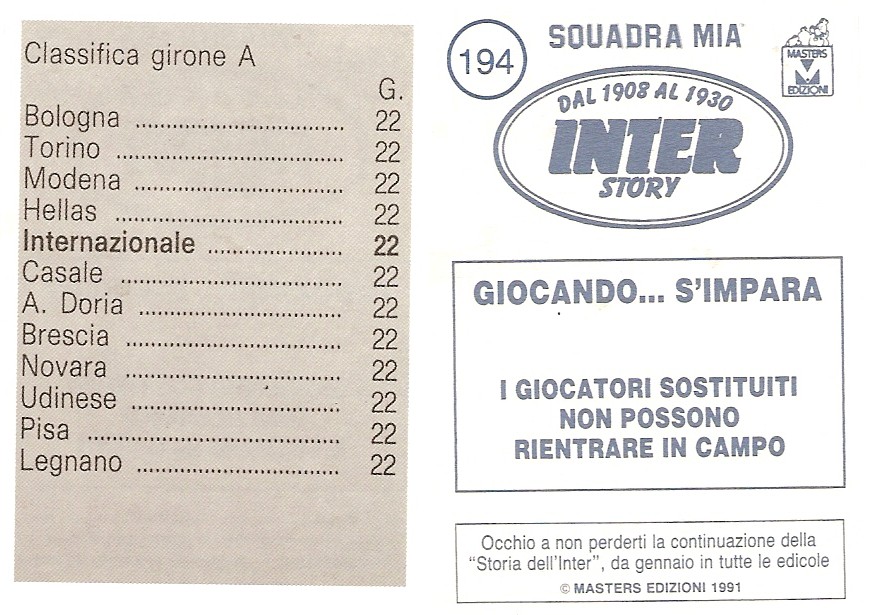 Classifica girone A
G.
Bologna ................................ 22
Torino ................................... 22
Modena ................................ 22
Hellas ................................... 22
Internazionale ..................... 22
Casale .................................. 22
A. Doria ............................... 22
Brescia ................................. 22
Novara ................................. 22
Udinese ................................ 22
Pisa ....................................... 22
Legnano ............................... 22
194
SQUADRA MIA
MASTERS
EDIZIONI
DAL 1908 AL 1930
INTER
STORY
GIOCANDO... S'IMPARA
I GIOCATORI SOSTITUITI
NON POSSONO
RIENTRARE IN CAMPO
Occhio a non perderti la continuazione della
"Storia dell'Inter", da gennaio in tutte le edicole
© MASTERS EDIZIONI 1991